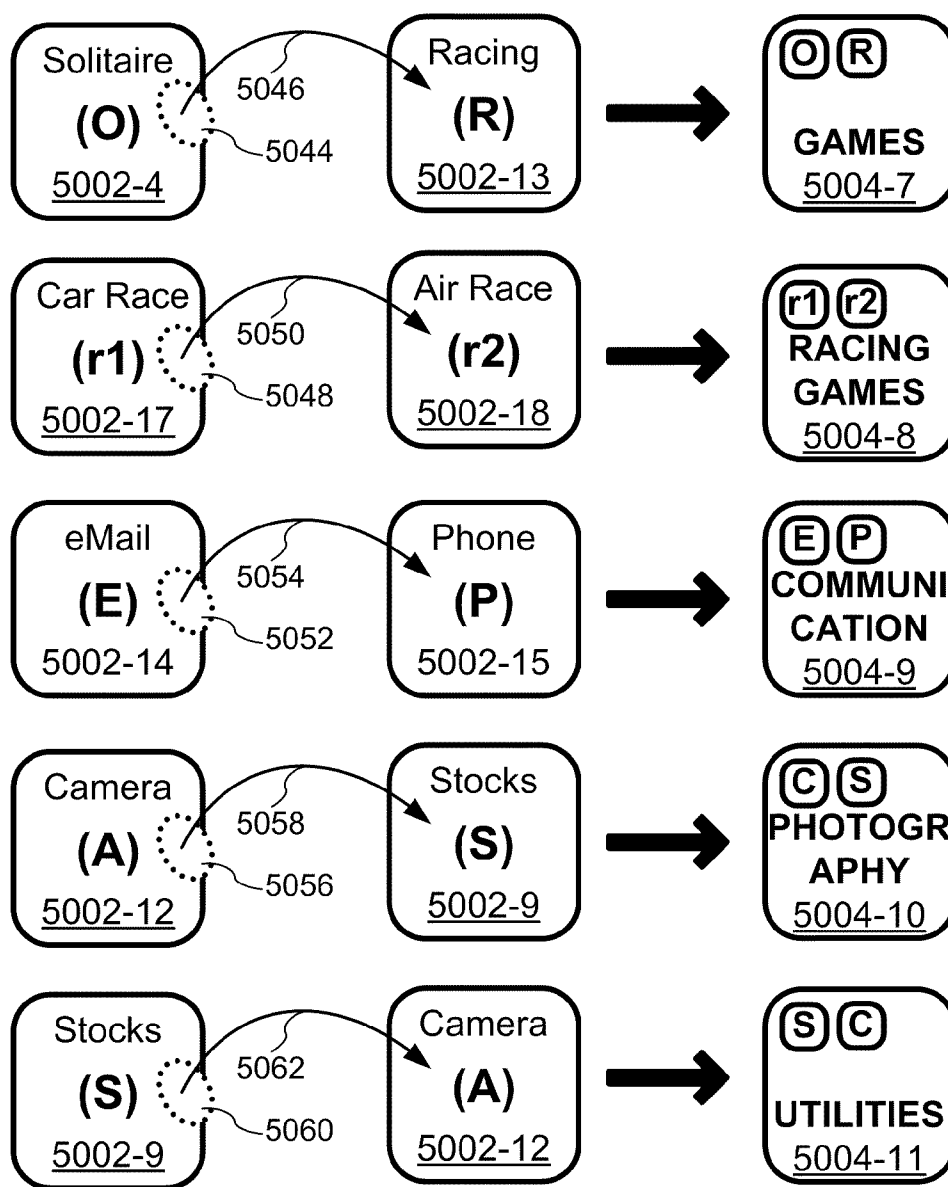 Solitaire
(O)
5002-4
5046
5044
Racing
(R)
5002-13
O R
GAMES
5004-7
Car Race
(r1)
5002-17
5050
5048
Air Race
(r2)
5002-18
r1 r2
RACING
GAMES
5004-8
eMail
(E)
5002-14
5054
5052
Phone
(P)
5002-15
E P
COMMUNI
CATION
5004-9
Camera
(A)
5002-12
5058
5056
Stocks
(S)
5002-9
C S
PHOTOGR
APHY
5004-10
Stocks
(S)
5002-9
5062
5060
Camera
(A)
5002-12
S C
UTILITIES
5004-11